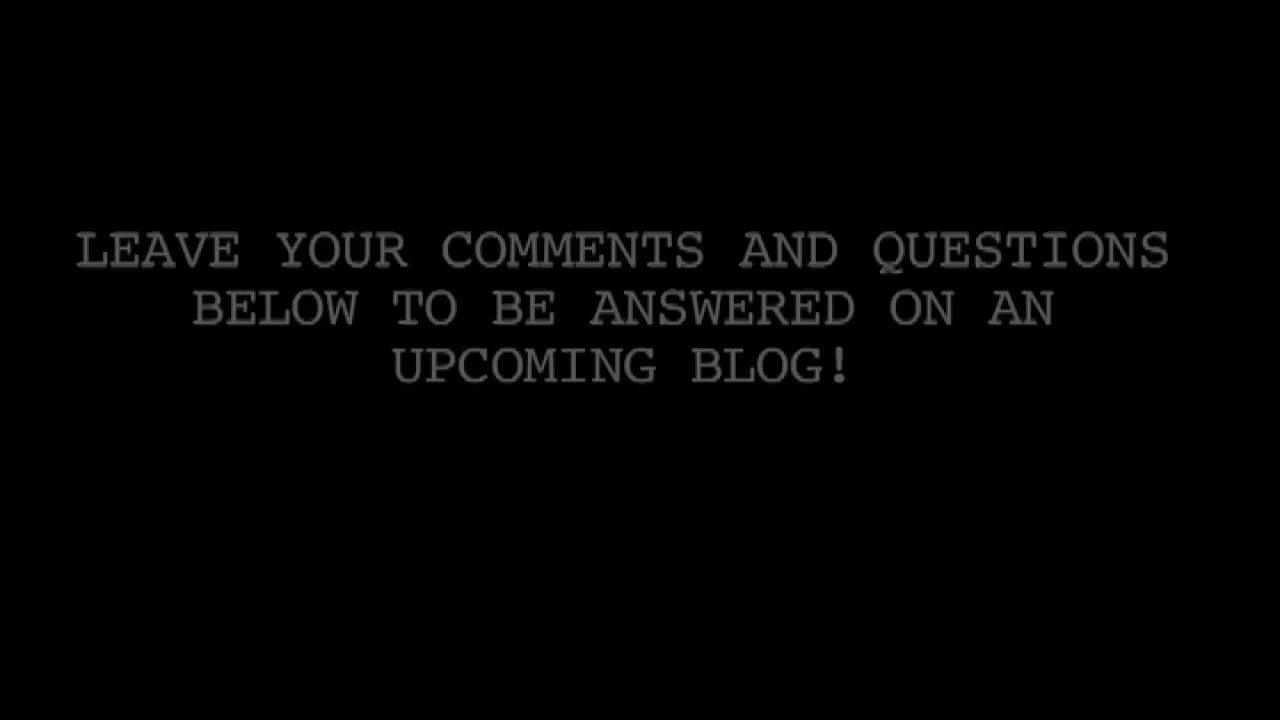 LEAVE YOUR COMMENTS AND QUESTIONS
BELOW TO BE ANSWERED ON AN
UPCOMING BLOG!